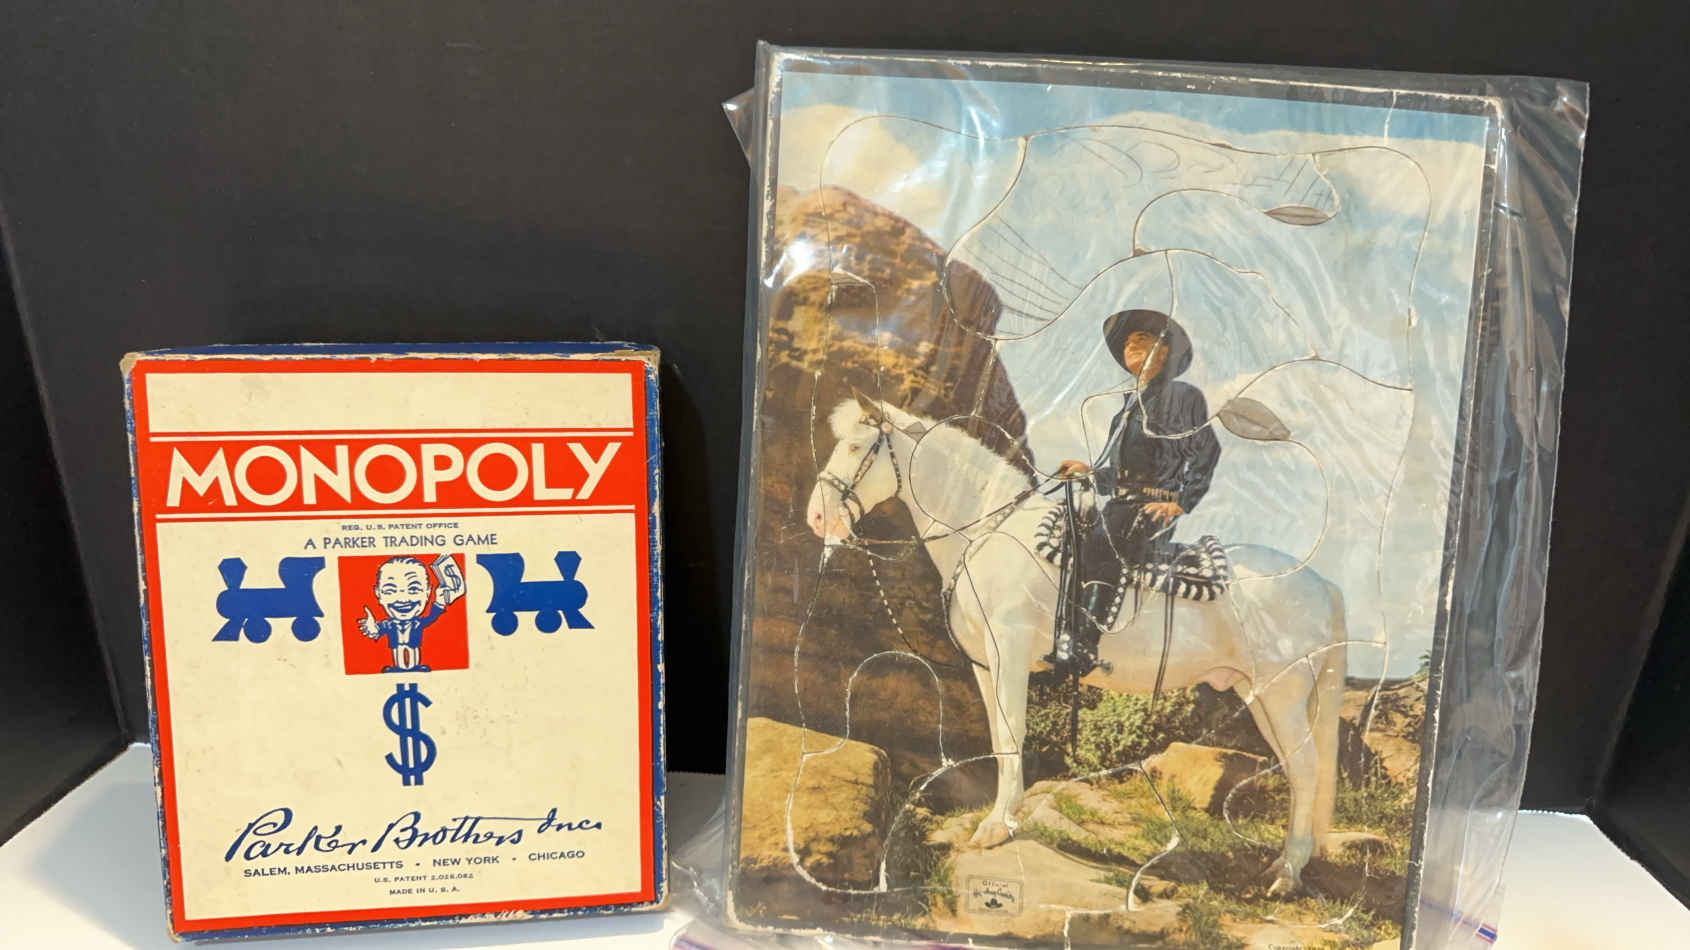 MONOPOLY
REG. U.S. PATENT OFFICE
A PARKER TRADING GAME
$
$
Parker Brothers Inc.
SALEM, MASSACHUSETTS • NEW YORK • CHICAGO
U.S. PATENT 2,026,082
MADE IN U.S.A.
Official